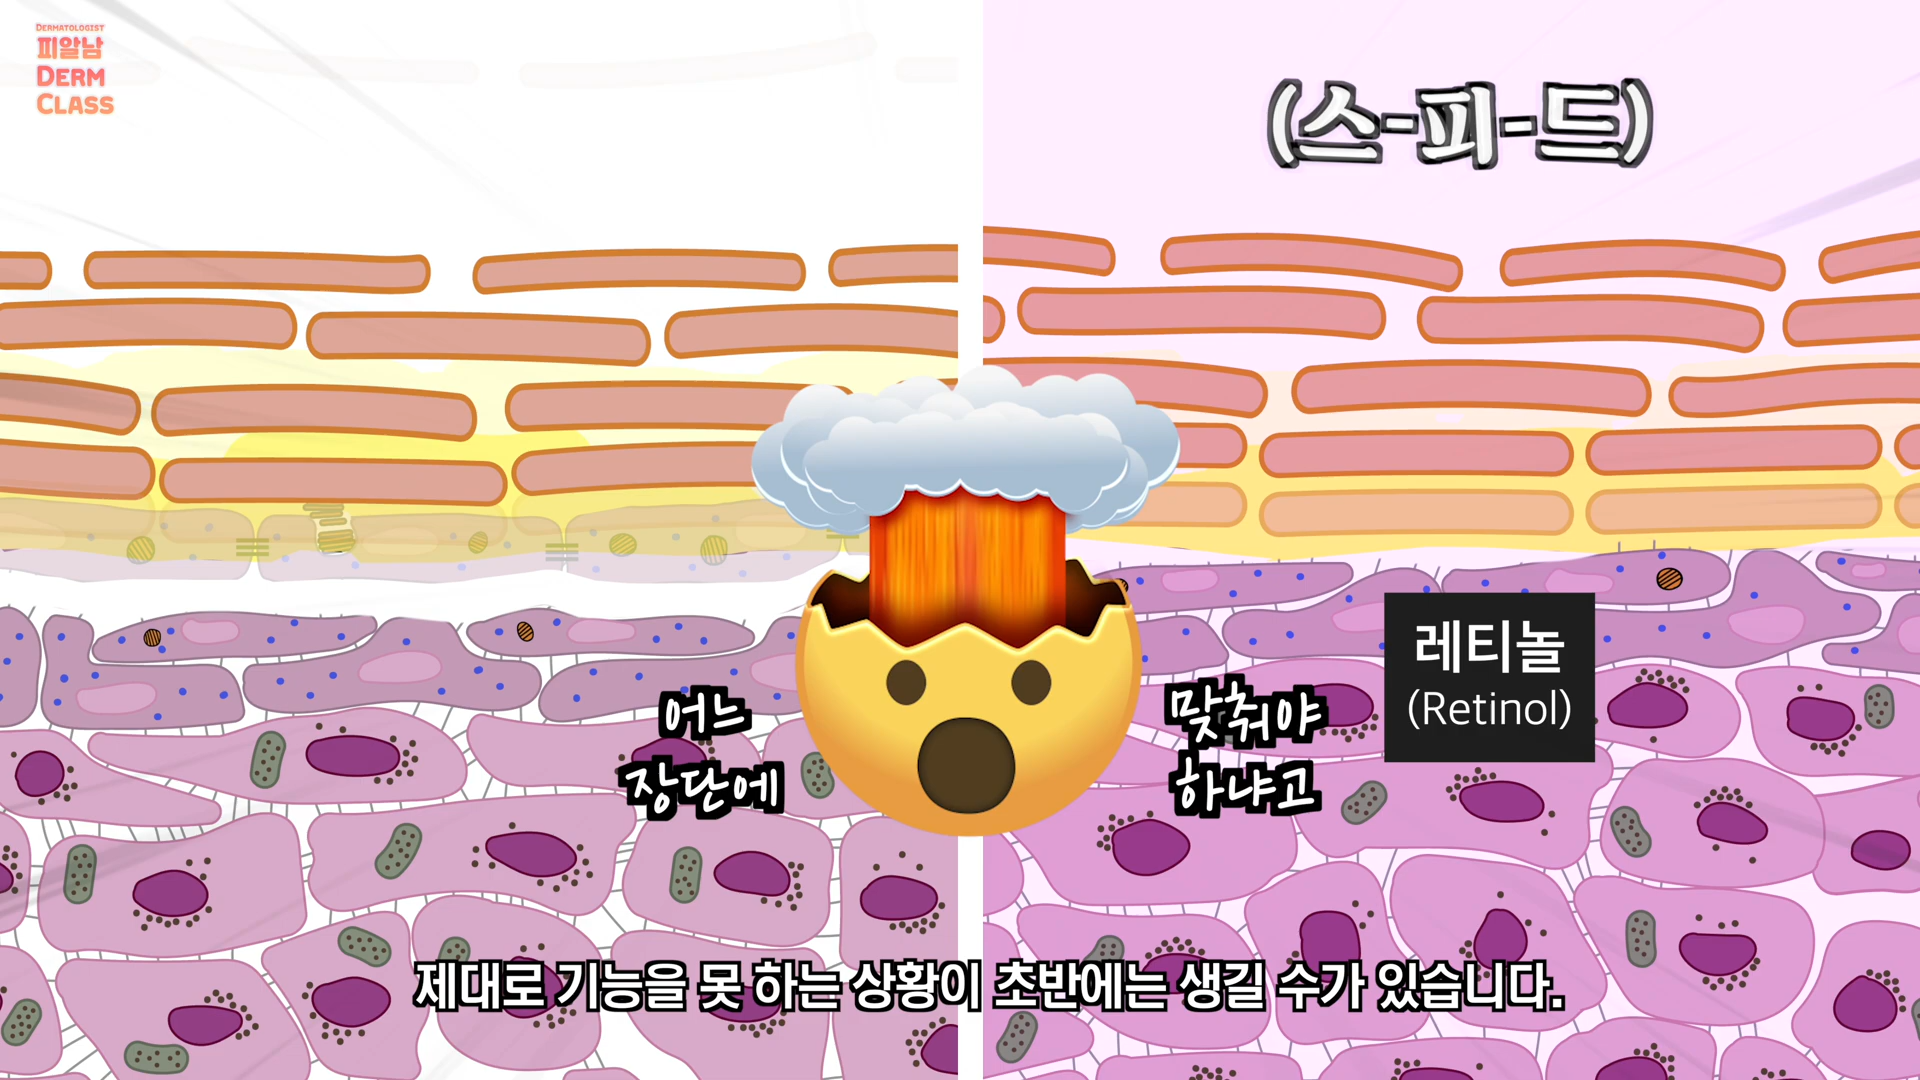 DERMATOLOGIST
피알남
DERM
CLASS
(스-피-드)
레티놀
(Retinol)
어느
장단에
맞춰야
하냐고
제대로 기능을 못 하는 상황이 초반에는 생길 수가 있습니다.